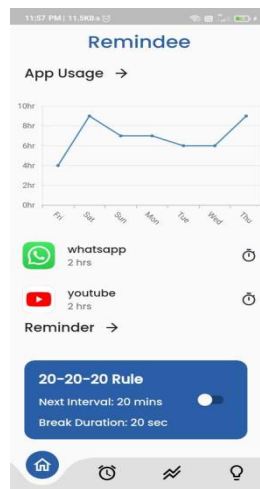 11:57 PM | 11.5KB/s
Remindee
App Usage →
10hr
8hr
6hr
4hr
2hr
0hr
Fri Sat Sun Mon Tue Wed Thu
whatsapp
2 hrs
youtube
2 hrs
Reminder →
20-20-20 Rule
Next Interval: 20 mins
Break Duration: 20 sec